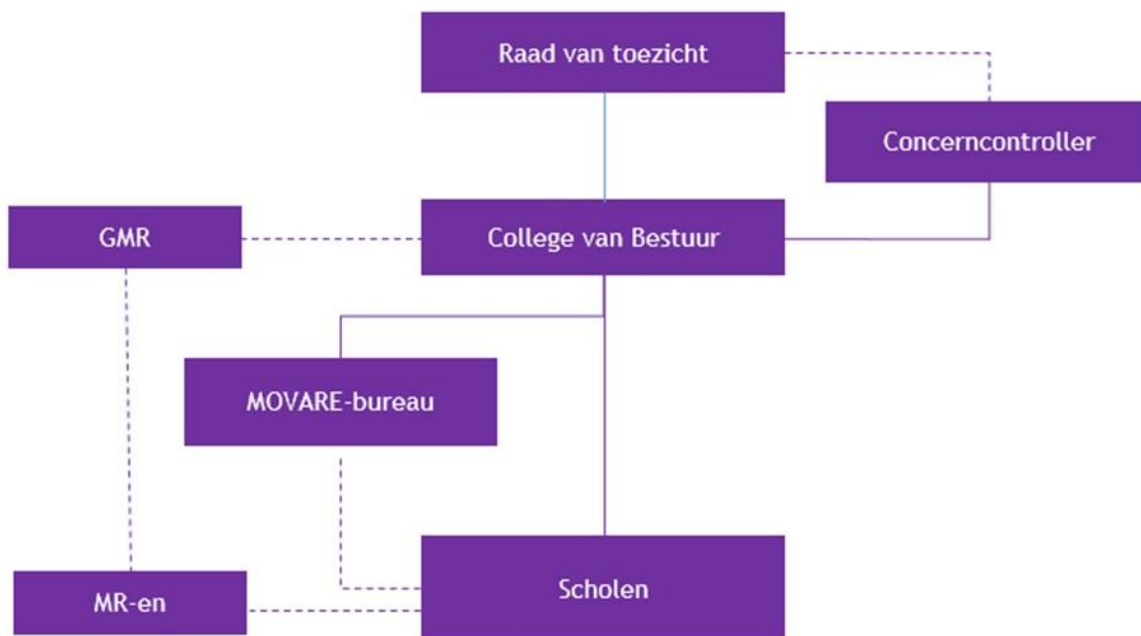 Raad van toezicht
Concerncontroller
GMR
College van Bestuur
MOVARE-bureau
Scholen
MR-en